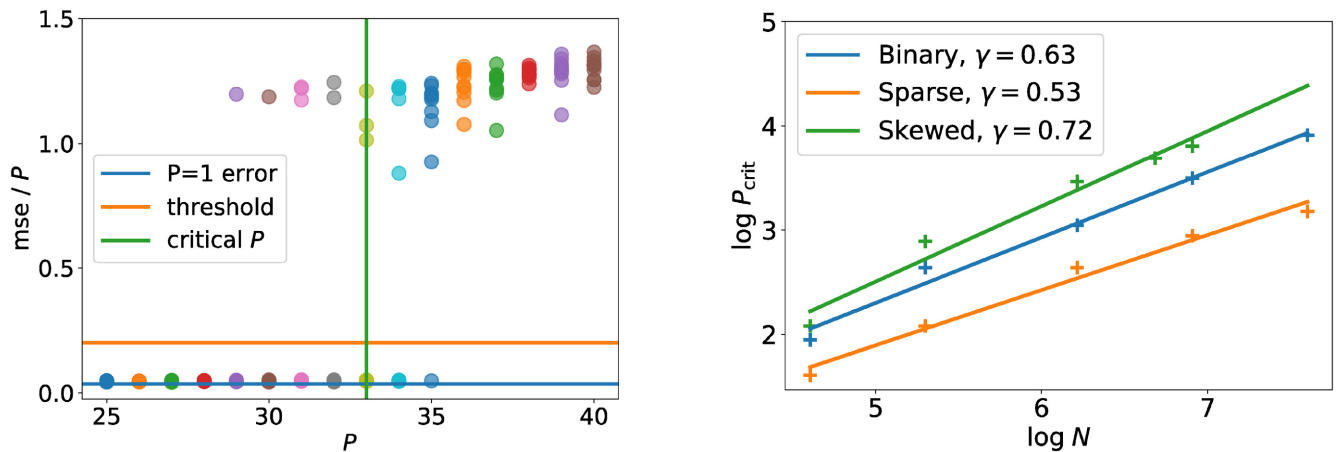 1.5
1.0
0.5
0.0
mse / P
P=1 error
threshold
critical P
25
30
35
40
P
5
4
3
2
log P_crit
Binary, γ = 0.63
Sparse, γ = 0.53
Skewed, γ = 0.72
5
6
7
log N